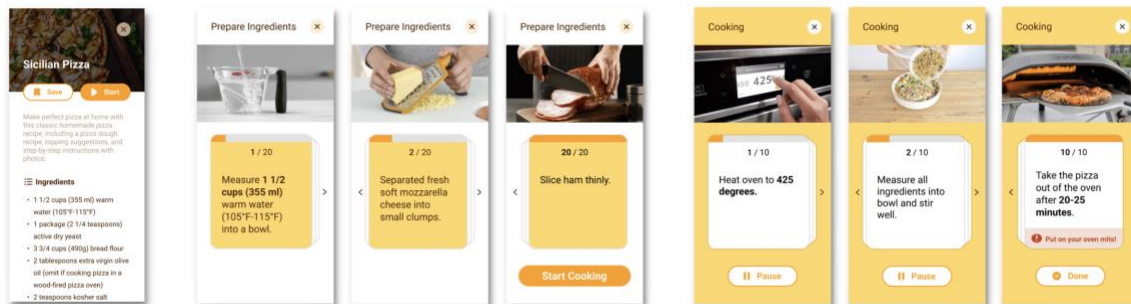 Sicilian Pizza
Save
Start
Make perfect pizza at home with
this classic homemade pizza
recipe, including a pizza dough
recipe, topping suggestions, and
step-by-step instructions with
photos.
Ingredients
• 1 1/2 cups (355 ml) warm
water (105°F-115°F)
• 1 package (2 1/4 teaspoons)
active dry yeast
• 3 3/4 cups (490g) bread flour
• 2 tablespoons extra virgin olive
oil (omit if cooking pizza in a
wood-fired pizza oven)
• 2 teaspoons kosher salt
Prepare Ingredients
1 / 20
Measure 1 1/2
cups (355 ml)
warm water
(105°F-115°F)
into a bowl.
Prepare Ingredients
2 / 20
Separated fresh
soft mozzarella
cheese into
small clumps.
Prepare Ingredients
20 / 20
Slice ham thinly.
Start Cooking
Cooking
425°
1 / 10
Heat oven to 425
degrees.
Pause
Cooking
2 / 10
Measure all
ingredients into
bowl and stir
well.
Pause
Cooking
10 / 10
Take the pizza
out of the oven
after 20-25
minutes.
Put on your oven mits!
Done